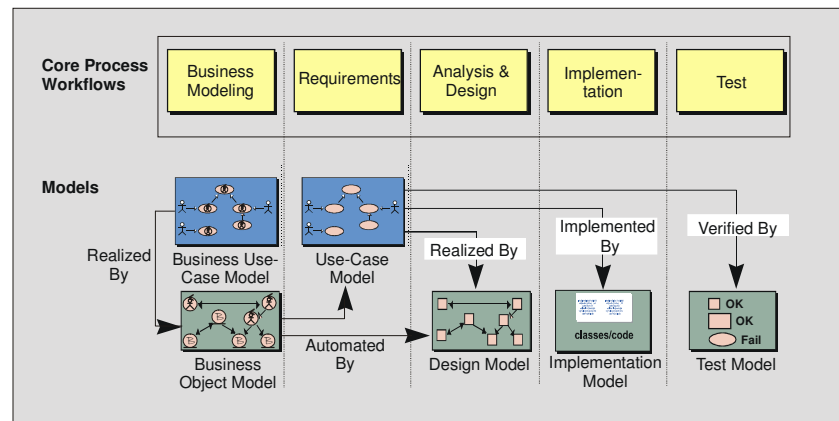 Core Process
Workflows
Business
Modeling
Requirements
Analysis &
Design
Implemen-
tation
Test
Models
Realized
By
Business Use-
Case Model
Use-Case
Model
Realized By
Implemented
By
Verified By
B
B
B
B
Business
Object Model
Automated
By
Design Model
classes/code
Implementation
Model
OK
OK
Fail
Test Model